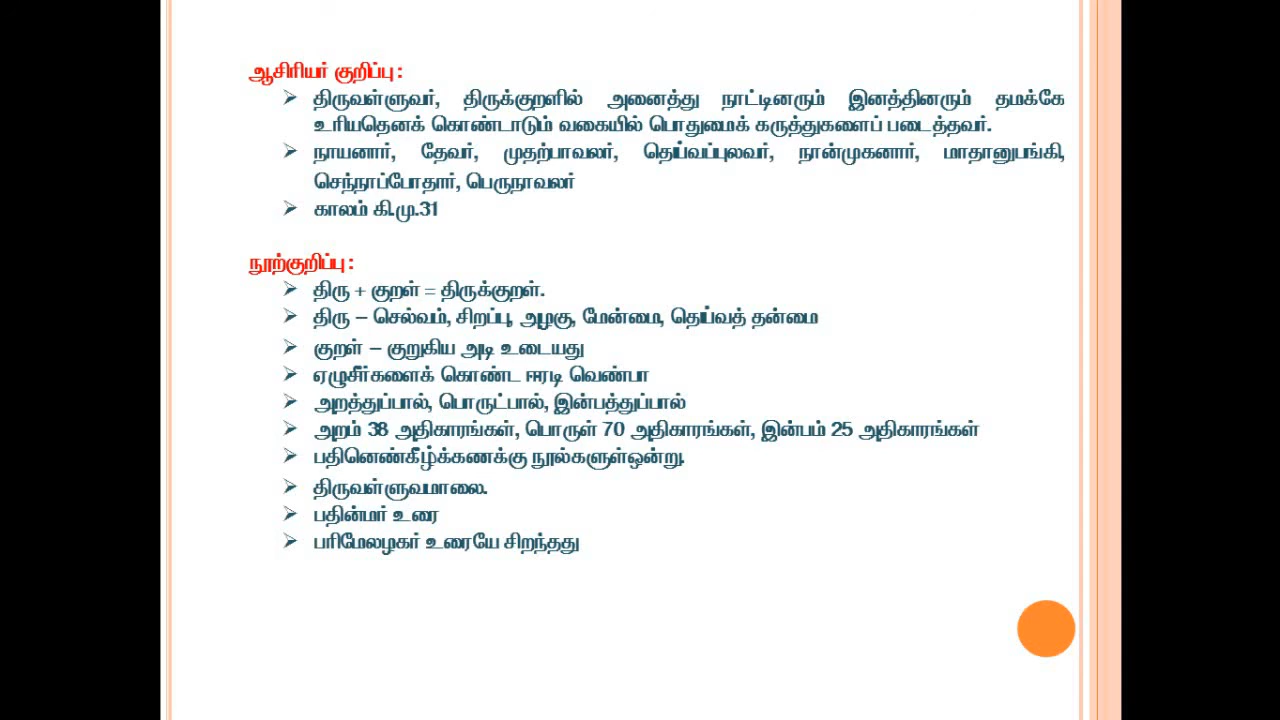 ஆசிரியர் குறிப்பு :
➢ திருவள்ளுவர், திருக்குறளில் அனைத்து நாட்டினரும் இனத்தினரும் தமக்கே
உரியதெனக் கொண்டாடும் வகையில் பொதுமைக் கருத்துகளைப் படைத்தவர்.
➢ நாயனார், தேவர், முதற்பாவலர், தெய்வப்புலவர், நான்முகனார், மாதானுபங்கி,
செந்நாப்போதார், பெருநாவலர்
➢ காலம் கி.மு.31
நூற்குறிப்பு :
➢ திரு + குறள் = திருக்குறள்.
➢ திரு – செல்வம், சிறப்பு, அழகு, மேன்மை, தெய்வத் தன்மை
➢ குறள் – குறுகிய அடி உடையது
➢ ஏழுசீர்களைக் கொண்ட ஈரடி வெண்பா
➢ அறத்துப்பால், பொருட்பால், இன்பத்துப்பால்
➢ அறம் 38 அதிகாரங்கள், பொருள் 70 அதிகாரங்கள், இன்பம் 25 அதிகாரங்கள்
➢ பதினெண்கீழ்க்கணக்கு நூல்களுள்ஒன்று.
➢ திருவள்ளுவமாலை.
➢ பதின்மர் உரை
➢ பரிமேலழகர் உரையே சிறந்தது